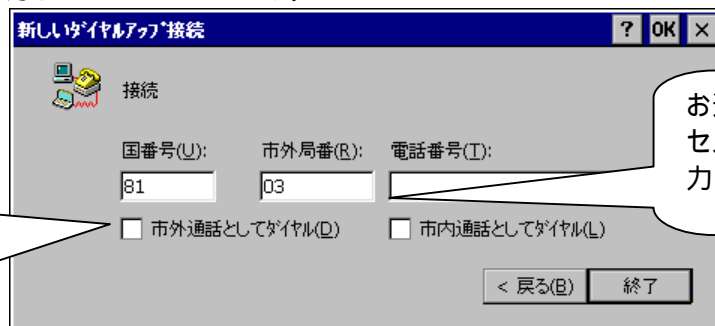 新しいダイヤルアップ接続 ? OK ×
接続
国番号(U): 市外局番(R): 電話番号(T):
81 03
市外通話としてダイヤル(D) 市内通話としてダイヤル(L)
< 戻る(B) 終了
お
セ
力